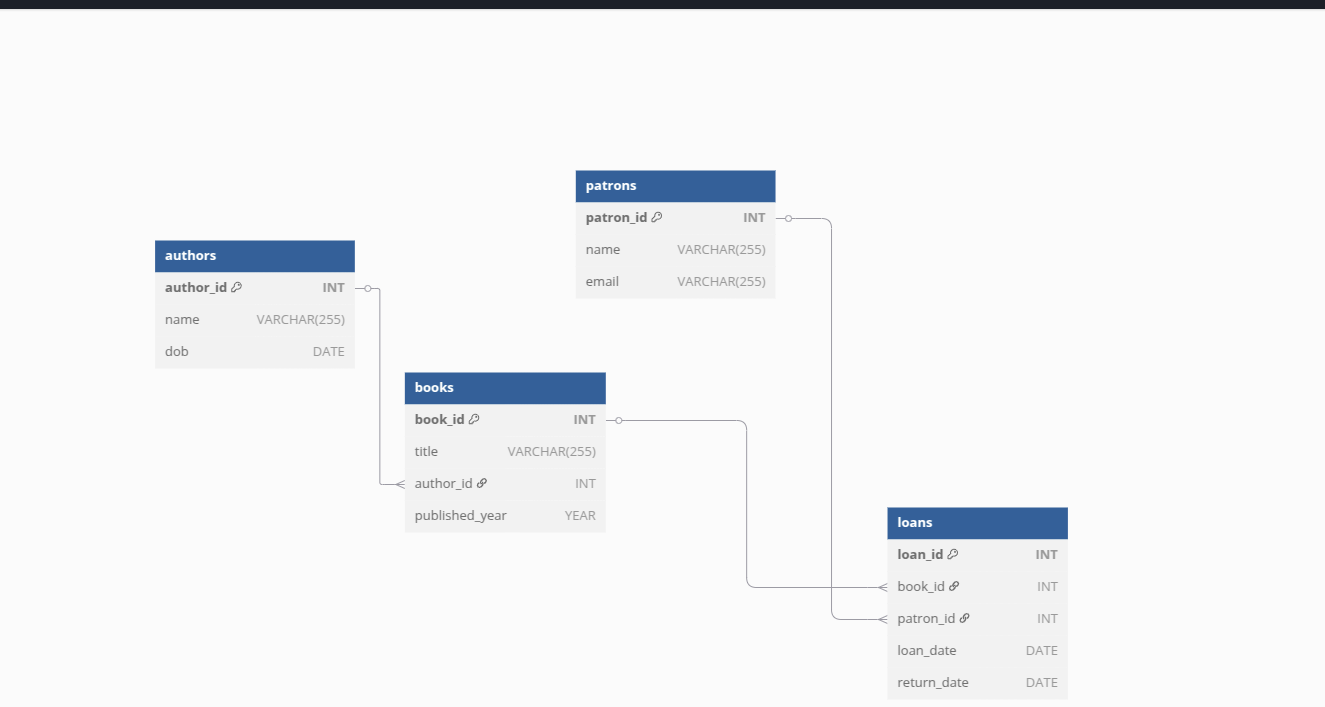 patrons
patron_id INT
name VARCHAR(255)
email VARCHAR(255)
authors
author_id INT
name VARCHAR(255)
dob DATE
books
book_id INT
title VARCHAR(255)
author_id INT
published_year YEAR
loans
loan_id INT
book_id INT
patron_id INT
loan_date DATE
return_date DATE